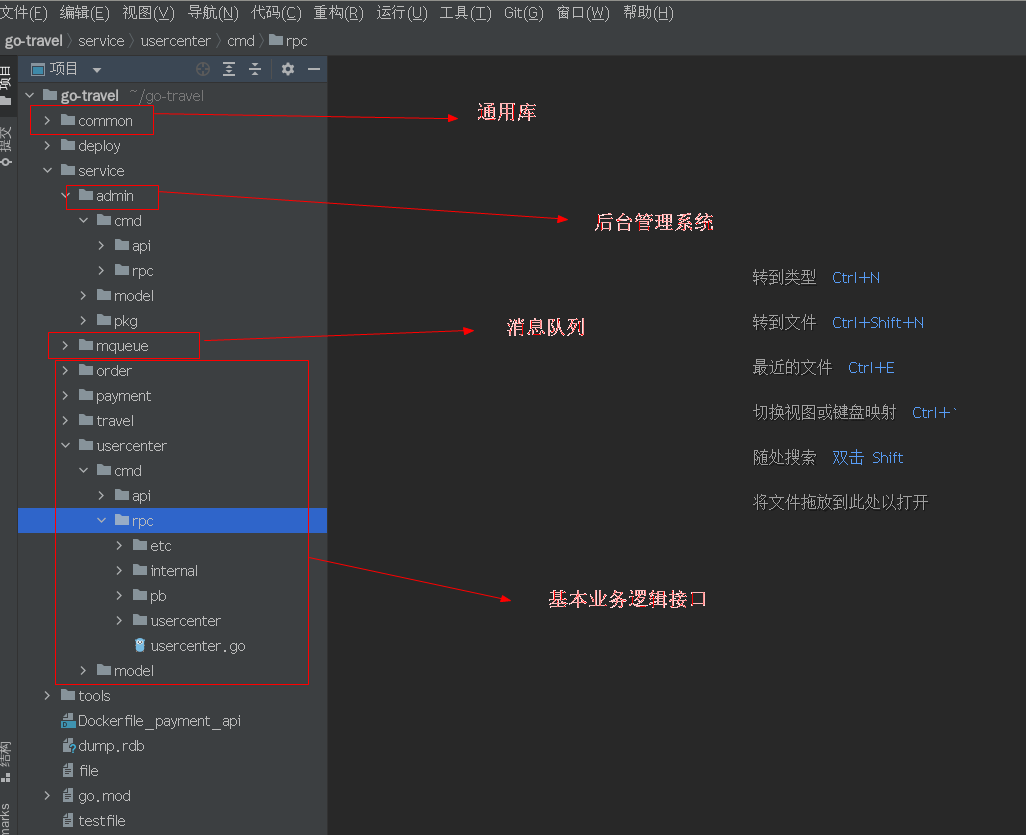 文件(F) 编辑(E) 视图(V) 导航(N) 代码(C) 重构(R) 运行(U) 工具(T) Git(G) 窗口(W) 帮助(H)
go-travel service usercenter cmd rpc
项目
项目
go-travel ~/go-travel
common
通用库
提交
deploy
service
admin
后台管理系统
cmd
api
rpc
转到类型 Ctrl+N
model
pkg
转到文件 Ctrl+Shift+N
消息队列
mqueue
order
最近的文件 Ctrl+E
payment
travel
切换视图或键盘映射 Ctrl+`
usercenter
cmd
随处搜索 双击 Shift
api
将文件拖放到此处以打开
rpc
etc
internal
pb
基本业务逻辑接口
usercenter
usercenter.go
model
tools
Dockerfile_payment_api
dump.rdb
结构
file
go.mod
marks
testfile